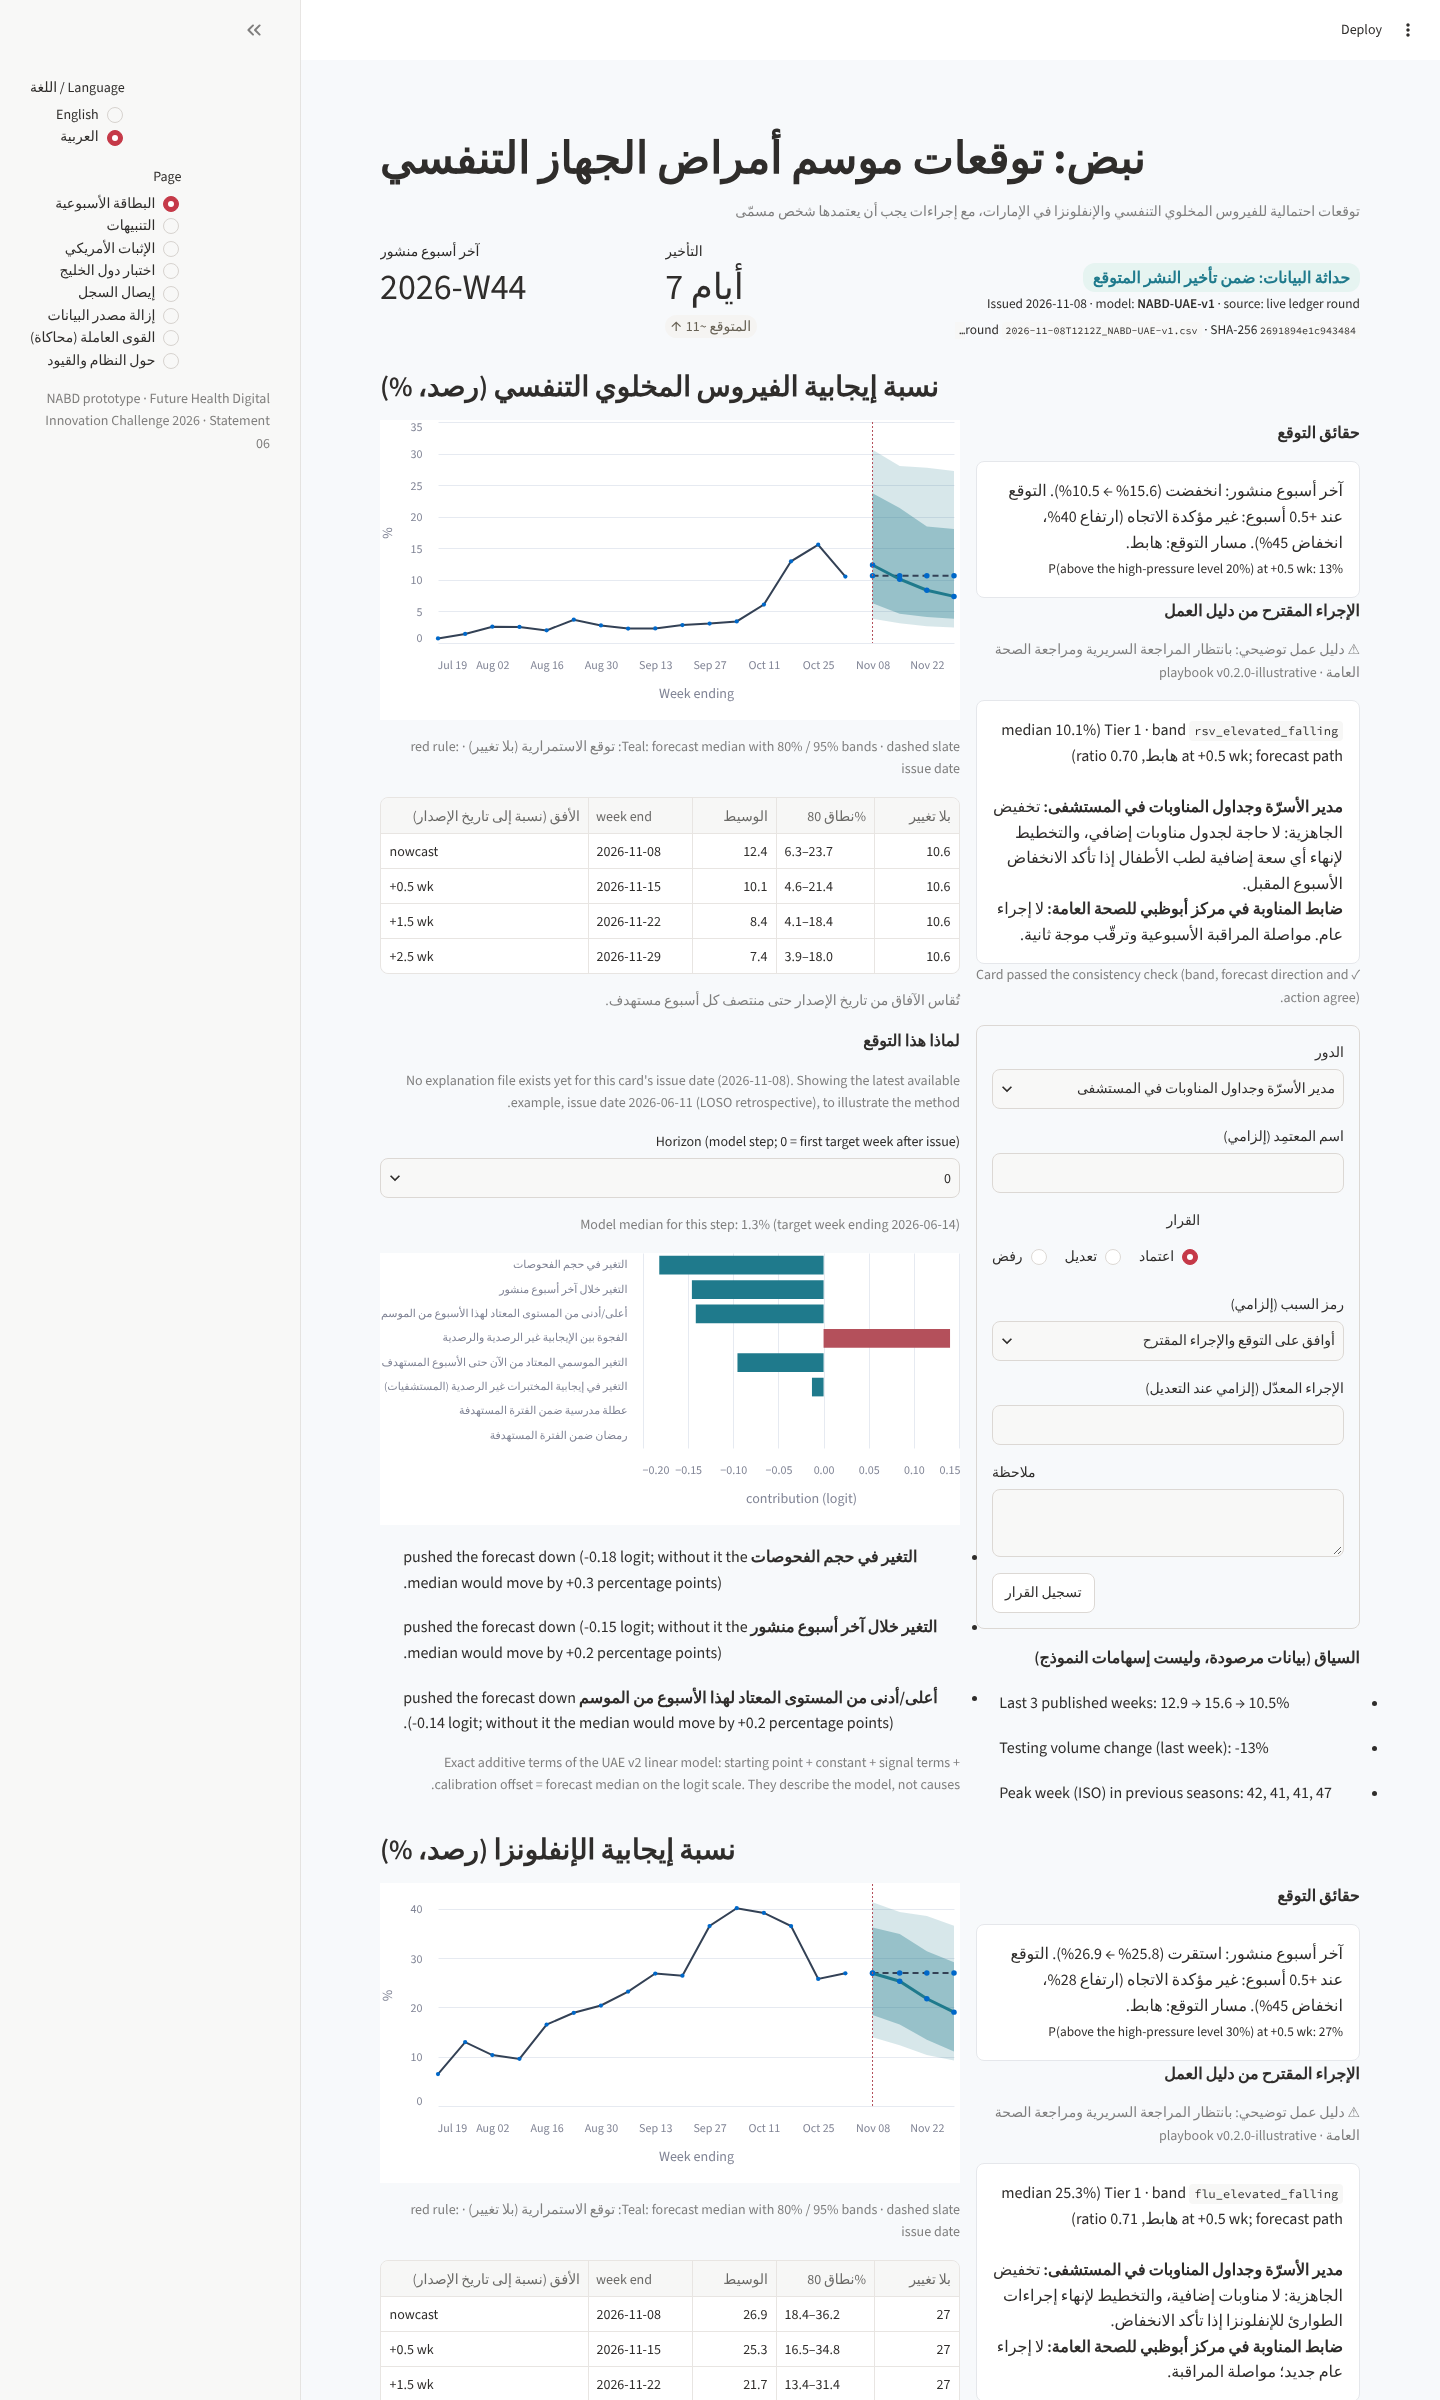 Deploy
اللغة / Language
English
العربية
Page
البطاقة الأسبوعية
التنبيهات
الإثبات الأمريكي
اختبار دول الخليج
إيصال السجل
إزالة مصدر البيانات
القوى العاملة (محاكاة)
حول النظام والقيود
NABD prototype · Future Health Digital
Innovation Challenge 2026 · Statement
06
نبض: توقعات موسم أمراض الجهاز التنفسي
توقعات احتمالية للفيروس المخلوي التنفسي والإنفلونزا في الإمارات، مع إجراءات يجب أن يعتمدها شخص مسمّى
حداثة البيانات: ضمن تأخير النشر المتوقع
Issued 2026-11-08 · model: NABD-UAE-v1 · source: live ledger round
…round 2026-11-08T1212Z_NABD-UAE-v1.csv · SHA-256 2691894e1c943484
التأخير
7 أيام
↑ المتوقع ~11
آخر أسبوع منشور
2026-W44
نسبة إيجابية الفيروس المخلوي التنفسي (رصد، %)
حقائق التوقع
آخر أسبوع منشور: انخفضت (15.6% ← 10.5%). التوقع
عند +0.5 أسبوع: غير مؤكدة الاتجاه (ارتفاع 40%،
انخفاض 45%). مسار التوقع: هابط.
P(above the high-pressure level 20%) at +0.5 wk: 13%
الإجراء المقترح من دليل العمل
⚠ دليل عمل توضيحي: بانتظار المراجعة السريرية ومراجعة الصحة
العامة · playbook v0.2.0-illustrative
median 10.1%) Tier 1 · band rsv_elevated_falling
at +0.5 wk; forecast path هابط, ratio 0.70)
مدير الأسرّة وجداول المناوبات في المستشفى: تخفيض
الجاهزية: لا حاجة لجدول مناوبات إضافي، والتخطيط
لإنهاء أي سعة إضافية لطب الأطفال إذا تأكد الانخفاض
الأسبوع المقبل.
ضابط المناوبة في مركز أبوظبي للصحة العامة: لا إجراء
عام. مواصلة المراقبة الأسبوعية وترقّب موجة ثانية.
✓ Card passed the consistency check (band, forecast direction and
action agree).
الدور
مدير الأسرّة وجداول المناوبات في المستشفى
اسم المعتمِد (إلزامي)
القرار
اعتماد تعديل رفض
رمز السبب (إلزامي)
أوافق على التوقع والإجراء المقترح
الإجراء المعدّل (إلزامي عند التعديل)
ملاحظة
تسجيل القرار
السياق (بيانات مرصودة، وليست إسهامات النموذج)
Last 3 published weeks: 12.9 → 15.6 → 10.5%
Testing volume change (last week): -13%
Peak week (ISO) in previous seasons: 42, 41, 41, 47
35
30
25
20
15
10
5
0
%
Jul 19 Aug 02 Aug 16 Aug 30 Sep 13 Sep 27 Oct 11 Oct 25 Nov 08 Nov 22
Week ending
Teal: forecast median with 80% / 95% bands · dashed slate: توقع الاستمرارية (بلا تغيير) · red rule:
issue date
الأفق (نسبة إلى تاريخ الإصدار) week end الوسيط نطاق 80% بلا تغيير
nowcast 2026-11-08 12.4 6.3–23.7 10.6
+0.5 wk 2026-11-15 10.1 4.6–21.4 10.6
+1.5 wk 2026-11-22 8.4 4.1–18.4 10.6
+2.5 wk 2026-11-29 7.4 3.9–18.0 10.6
تُقاس الآفاق من تاريخ الإصدار حتى منتصف كل أسبوع مستهدف.
لماذا هذا التوقع
No explanation file exists yet for this card's issue date (2026-11-08). Showing the latest available
example, issue date 2026-06-11 (LOSO retrospective), to illustrate the method.
Horizon (model step; 0 = first target week after issue)
0
Model median for this step: 1.3% (target week ending 2026-06-14)
التغير في حجم الفحوصات
التغير خلال آخر أسبوع منشور
أعلى/أدنى من المستوى المعتاد لهذا الأسبوع من الموسم
الفجوة بين الإيجابية غير الرصدية والرصدية
التغير الموسمي المعتاد من الآن حتى الأسبوع المستهدف
التغير في إيجابية المختبرات غير الرصدية (المستشفيات)
عطلة مدرسية ضمن الفترة المستهدفة
رمضان ضمن الفترة المستهدفة
−0.20 −0.15 −0.10 −0.05 0.00 0.05 0.10 0.15
contribution (logit)
التغير في حجم الفحوصات pushed the forecast down (-0.18 logit; without it the
median would move by +0.3 percentage points).
التغير خلال آخر أسبوع منشور pushed the forecast down (-0.15 logit; without it the
median would move by +0.2 percentage points).
أعلى/أدنى من المستوى المعتاد لهذا الأسبوع من الموسم pushed the forecast down
(-0.14 logit; without it the median would move by +0.2 percentage points).
Exact additive terms of the UAE v2 linear model: starting point + constant + signal terms +
calibration offset = forecast median on the logit scale. They describe the model, not causes.
نسبة إيجابية الإنفلونزا (رصد، %)
حقائق التوقع
آخر أسبوع منشور: استقرت (25.8% ← 26.9%). التوقع
عند +0.5 أسبوع: غير مؤكدة الاتجاه (ارتفاع 28%،
انخفاض 45%). مسار التوقع: هابط.
P(above the high-pressure level 30%) at +0.5 wk: 27%
الإجراء المقترح من دليل العمل
⚠ دليل عمل توضيحي: بانتظار المراجعة السريرية ومراجعة الصحة
العامة · playbook v0.2.0-illustrative
median 25.3%) Tier 1 · band flu_elevated_falling
at +0.5 wk; forecast path هابط, ratio 0.71)
مدير الأسرّة وجداول المناوبات في المستشفى: تخفيض
الجاهزية: لا مناوبات إضافية، والتخطيط لإنهاء إجراءات
الطوارئ للإنفلونزا إذا تأكد الانخفاض.
ضابط المناوبة في مركز أبوظبي للصحة العامة: لا إجراء
عام جديد؛ مواصلة المراقبة.
40
30
20
10
0
%
Jul 19 Aug 02 Aug 16 Aug 30 Sep 13 Sep 27 Oct 11 Oct 25 Nov 08 Nov 22
Week ending
Teal: forecast median with 80% / 95% bands · dashed slate: توقع الاستمرارية (بلا تغيير) · red rule:
issue date
الأفق (نسبة إلى تاريخ الإصدار) week end الوسيط نطاق 80% بلا تغيير
nowcast 2026-11-08 26.9 18.4–36.2 27
+0.5 wk 2026-11-15 25.3 16.5–34.8 27
+1.5 wk 2026-11-22 21.7 13.4–31.4 27